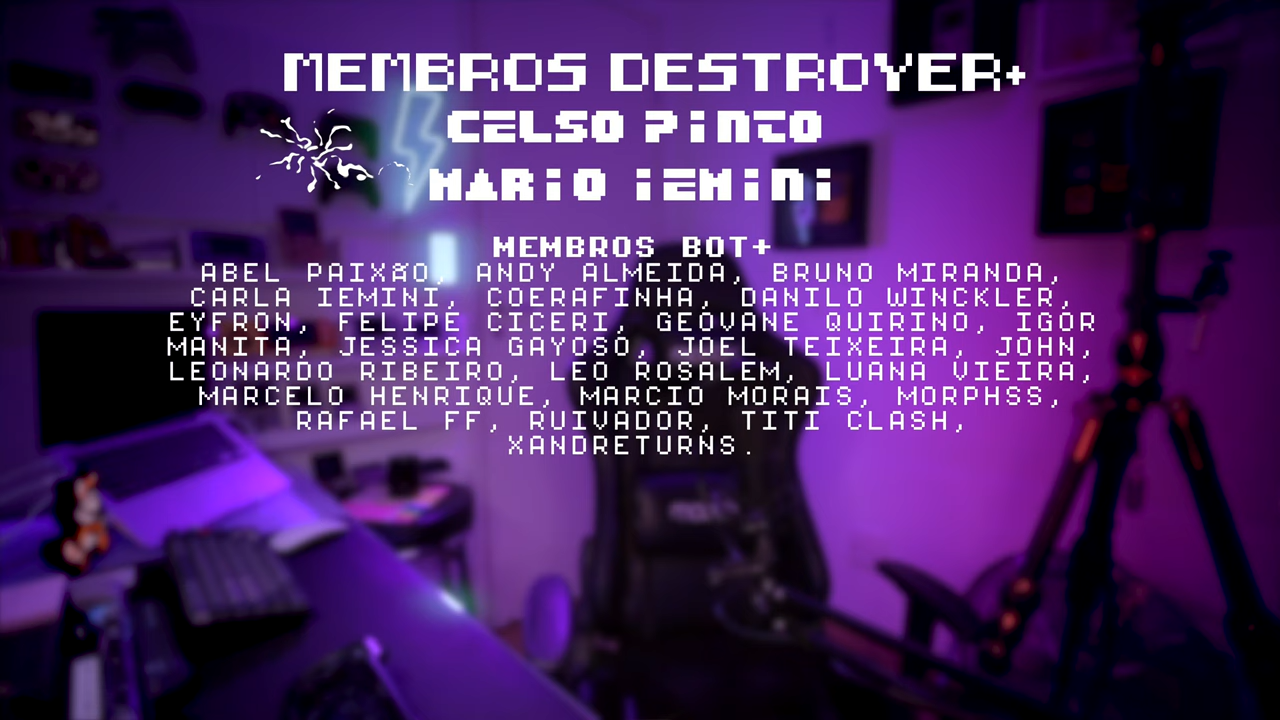 MEMBROS DESTROYER+
CELSO PINTO
MARIO IEMINI
MEMBROS BOT+
ABEL PAIXÃO, ANDY ALMEIDA, BRUNO MIRANDA,
CARLA IEMINI, COERAFINHA, DANILO WINCKLER,
EYFRON, FELIPE CICERI, GEOVANE QUIRINO, IGOR
MANITA, JESSICA GAYOSO, JOEL TEIXEIRA, JOHN,
LEONARDO RIBEIRO, LEO ROSALEM, LUANA VIEIRA,
MARCELO HENRIQUE, MARCIO MORAIS, MORPHSS,
RAFAEL FF, RUIVADOR, TITI CLASH,
XANDRETURNS.